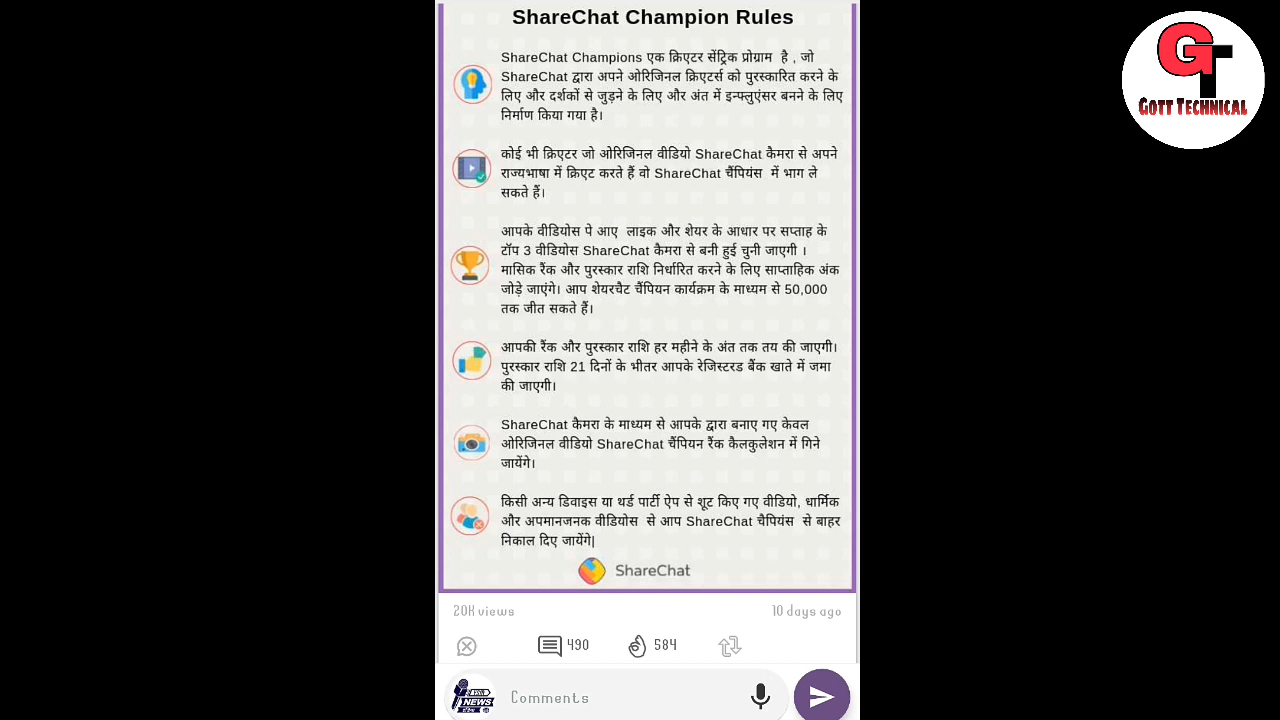 ShareChat Champion Rules
ShareChat Champions एक क्रिएटर सेंट्रिक प्रोग्राम है , जो
ShareChat द्वारा अपने ओरिजिनल क्रिएटर्स को पुरस्कारित करने के
लिए और दर्शकों से जुड़ने के लिए और अंत में इन्फ्लुएंसर बनने के लिए
निर्माण किया गया है।
कोई भी क्रिएटर जो ओरिजिनल वीडियो ShareChat कैमरा से अपने
राज्यभाषा में क्रिएट करते हैं वो ShareChat चैंपियंस में भाग ले
सकते हैं।
आपके वीडियोस पे आए लाइक और शेयर के आधार पर सप्ताह के
टॉप 3 वीडियोस ShareChat कैमरा से बनी हुई चुनी जाएगी ।
मासिक रैंक और पुरस्कार राशि निर्धारित करने के लिए साप्ताहिक अंक
जोड़े जाएंगे। आप शेयरचैट चैंपियन कार्यक्रम के माध्यम से 50,000
तक जीत सकते हैं।
आपकी रैंक और पुरस्कार राशि हर महीने के अंत तक तय की जाएगी।
पुरस्कार राशि 21 दिनों के भीतर आपके रेजिस्टरड बैंक खाते में जमा
की जाएगी।
ShareChat कैमरा के माध्यम से आपके द्वारा बनाए गए केवल
ओरिजिनल वीडियो ShareChat चैंपियन रैंक कैलकुलेशन में गिने
जायेंगे।
किसी अन्य डिवाइस या थर्ड पार्टी ऐप से शूट किए गए वीडियो, धार्मिक
और अपमानजनक वीडियोस से आप ShareChat चैपियंस से बाहर
निकाल दिए जायेंगे|
ShareChat
20K views 10 days ago
490 584
NEWS
Comments
GT
GOTT TECHNICAL